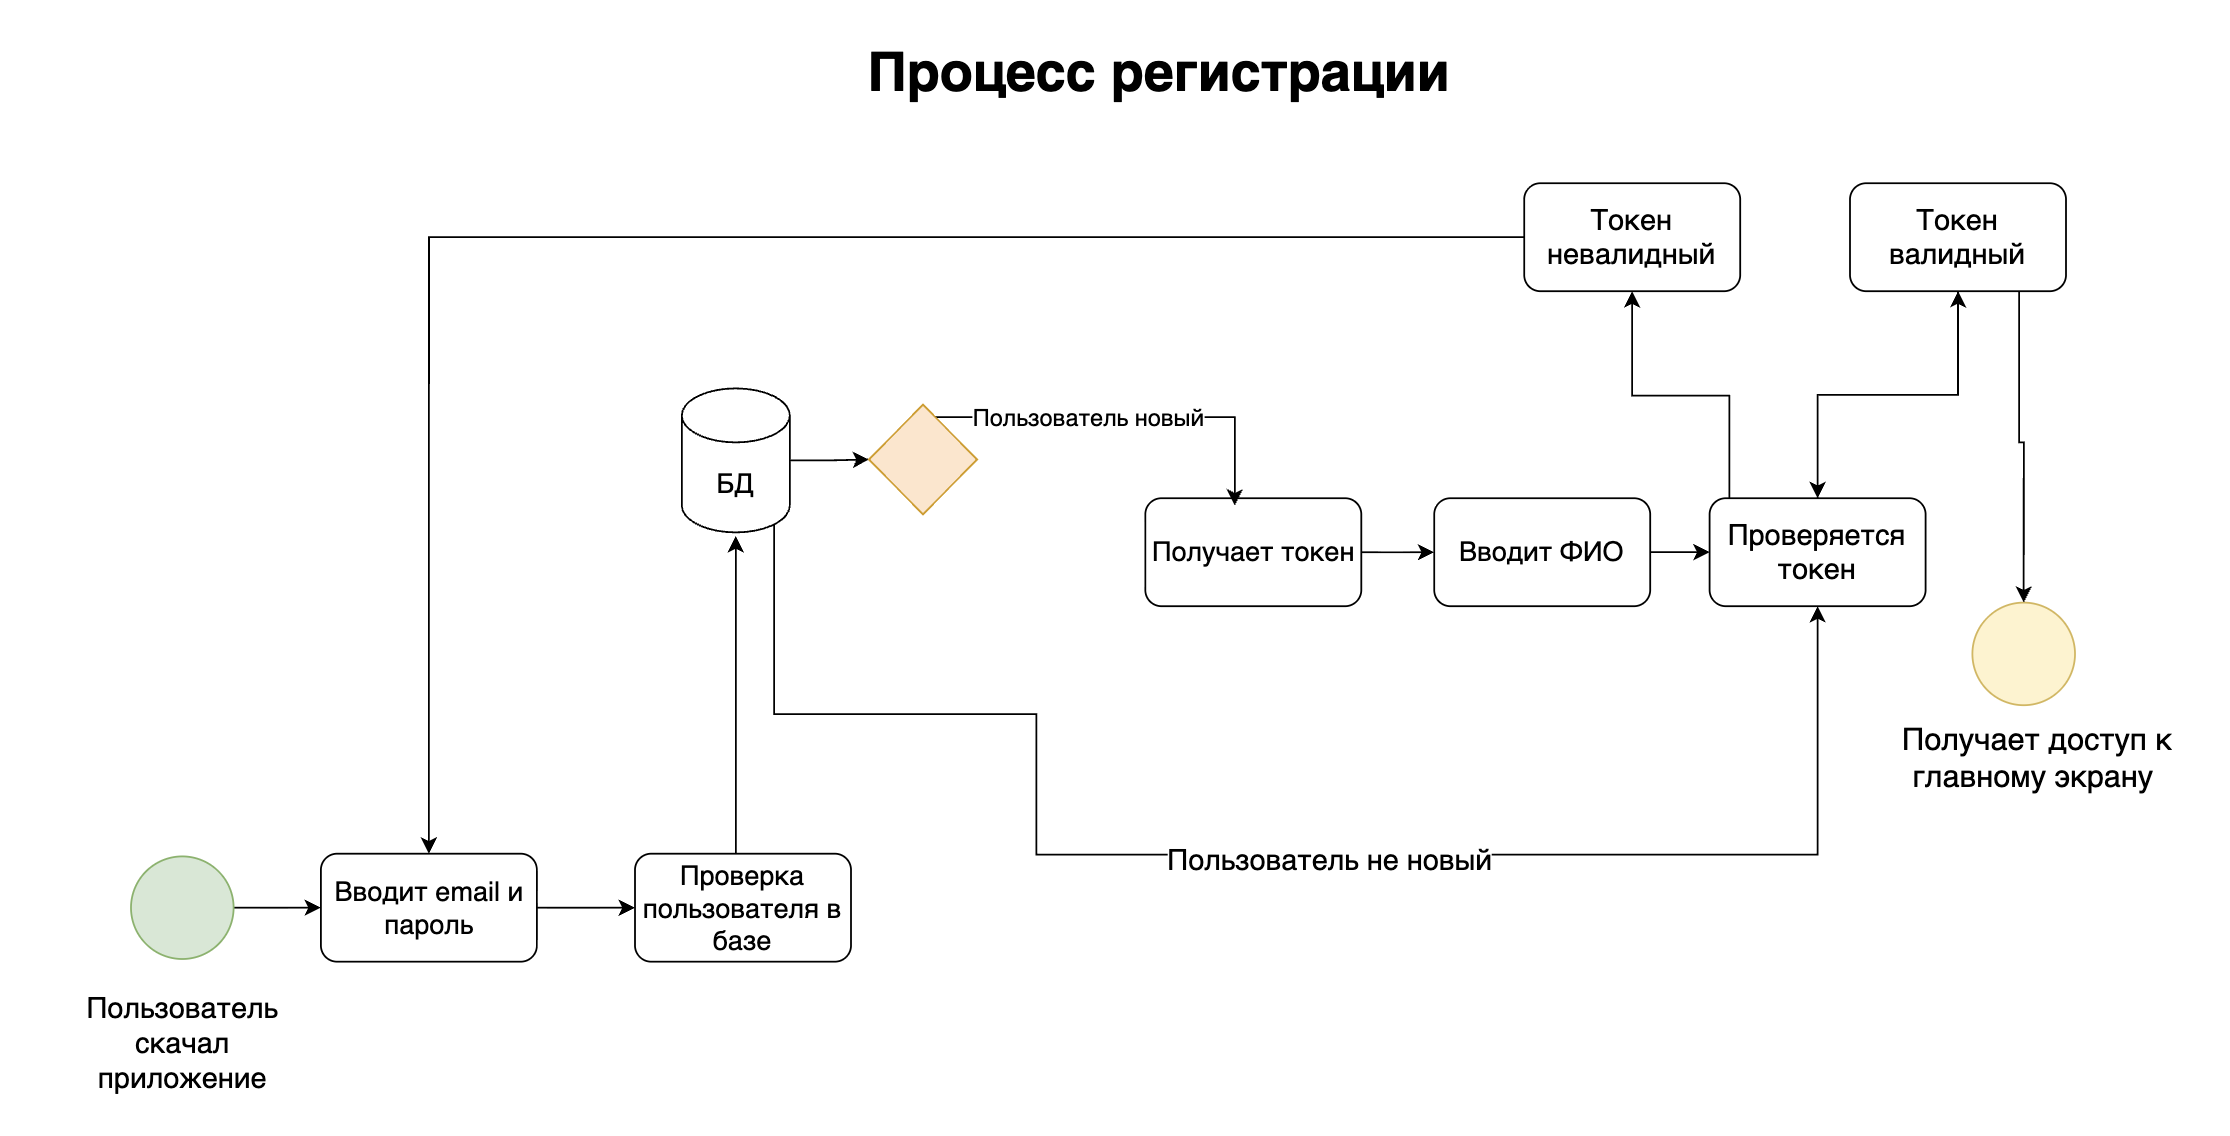 Процесс регистрации
Токен
невалидный
Токен
валидный
БД
Пользователь новый
Получает токен
Вводит ФИО
Проверяется
токен
Получает доступ к
главному экрану
Пользователь не новый
Вводит email и
пароль
Проверка
пользователя в
базе
Пользователь
скачал
приложение